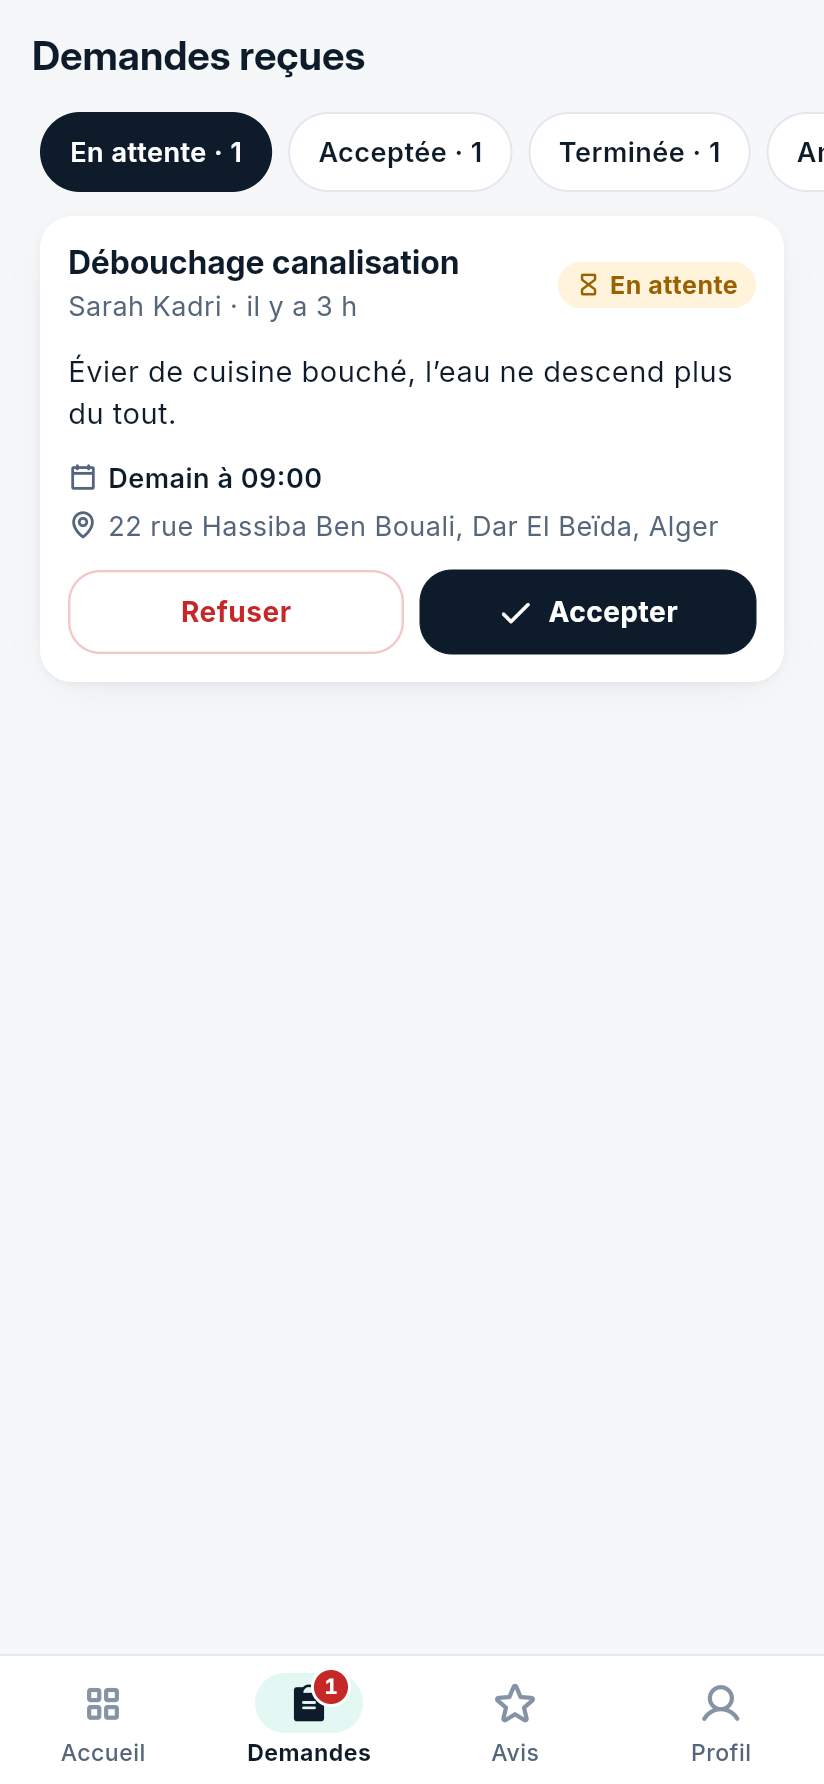 Demandes reçues
En attente · 1
Acceptée · 1
Terminée · 1
Débouchage canalisation
Sarah Kadri · il y a 3 h
En attente
Évier de cuisine bouché, l’eau ne descend plus
du tout.
Demain à 09:00
22 rue Hassiba Ben Bouali, Dar El Beïda, Alger
Refuser
Accepter
1
Accueil
Demandes
Avis
Profil